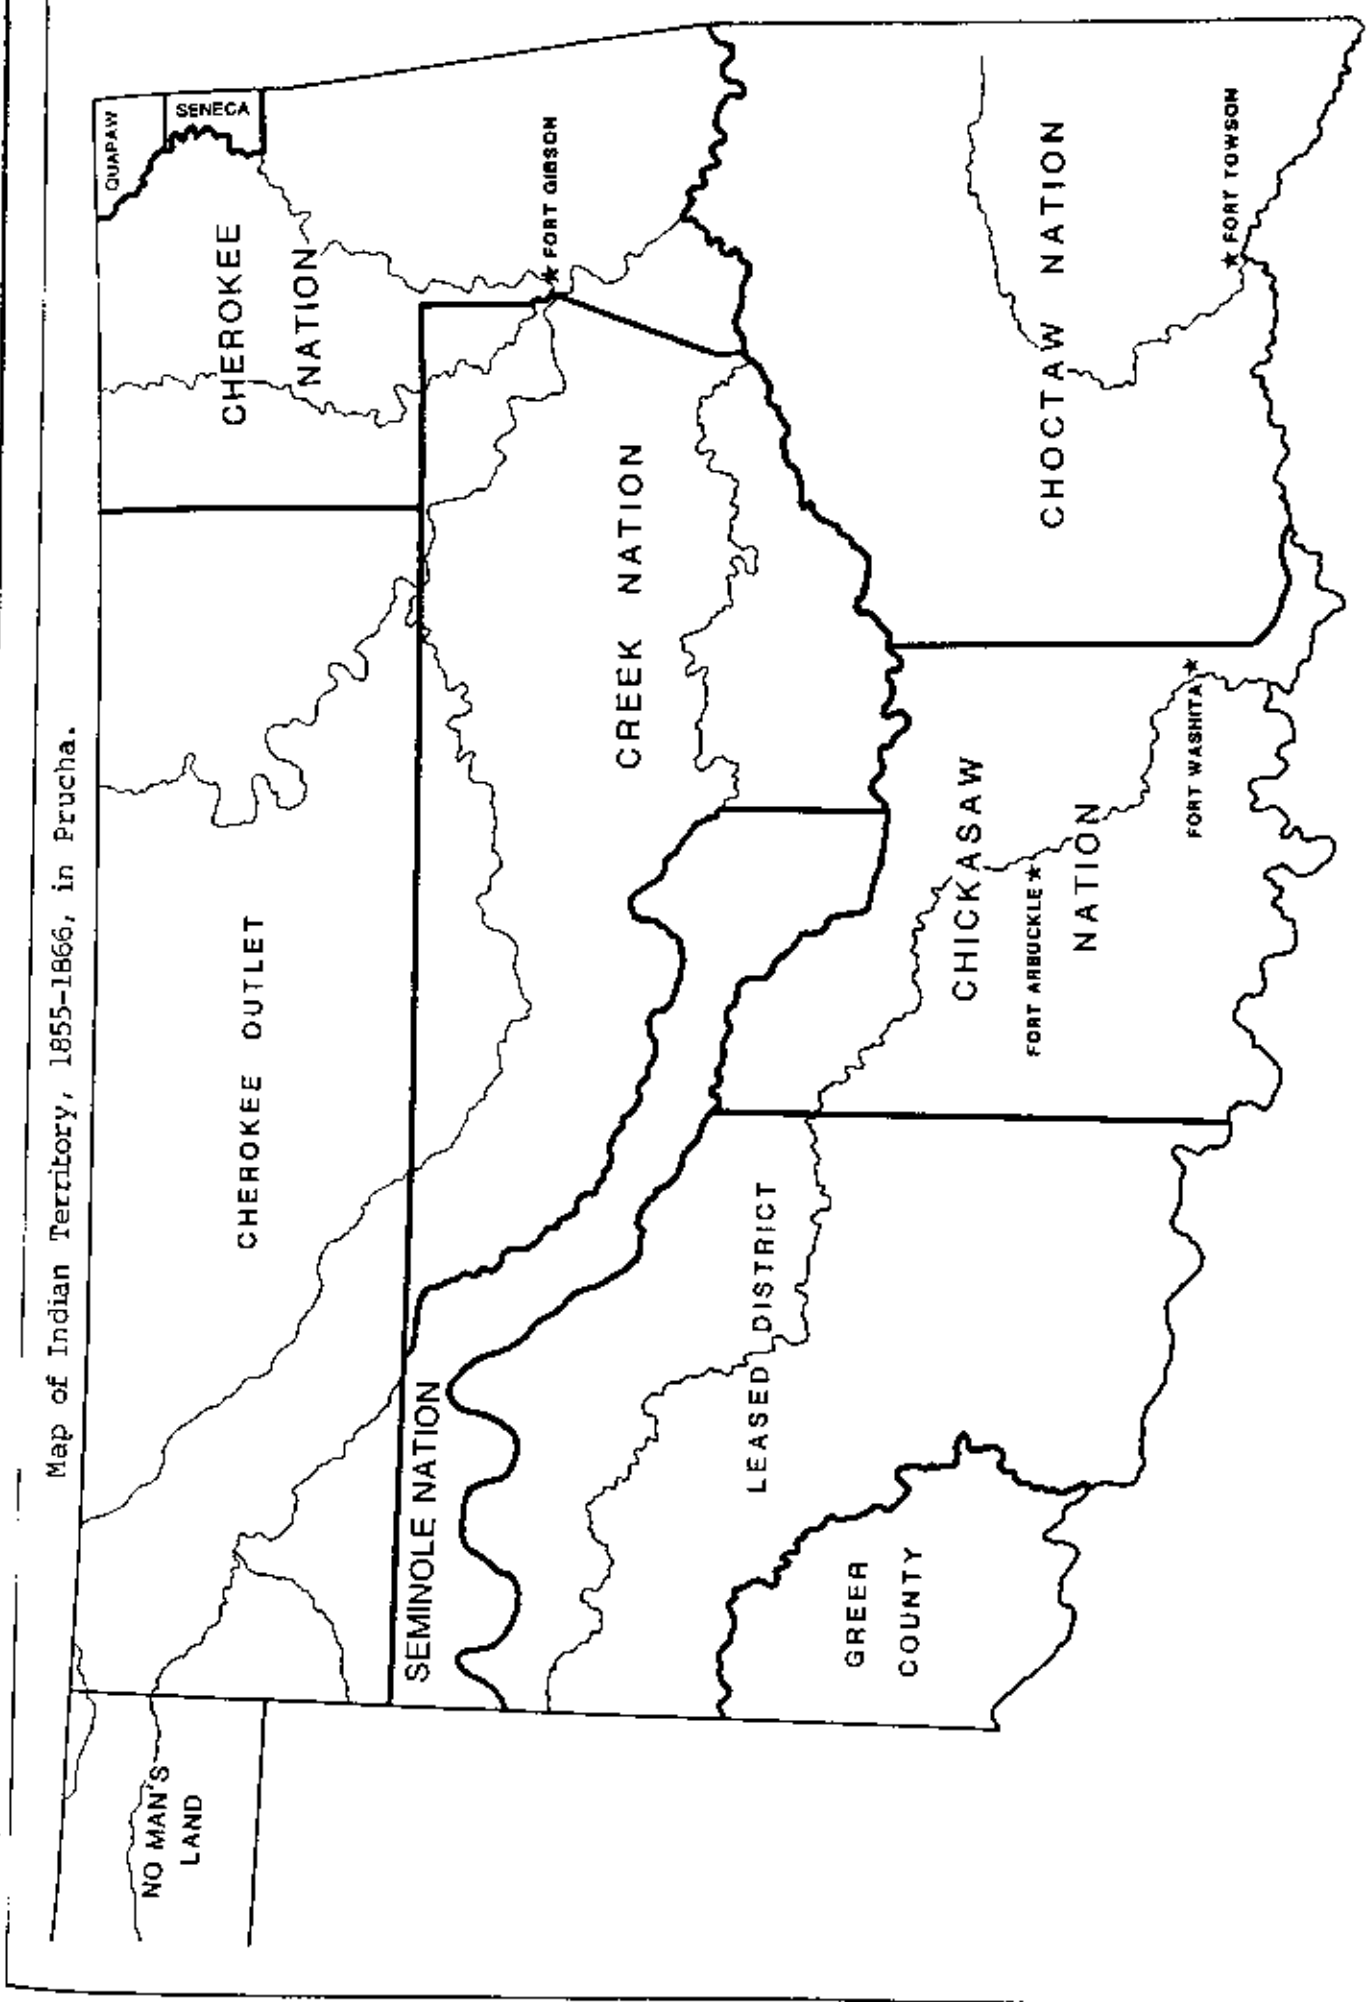 Map of Indian Territory, 1855-1866, in Prucha.
NO MAN'S
LAND
CHEROKEE OUTLET
CHEROKEE
NATION
QUAPAW
SENECA
SEMINOLE NATION
CREEK NATION
★ FORT GIBSON
LEASED DISTRICT
GREER
COUNTY
CHICKASAW
NATION
FORT ARBUCKLE ★
FORT WASHITA ★
CHOCTAW NATION
★ FORT TOWSON